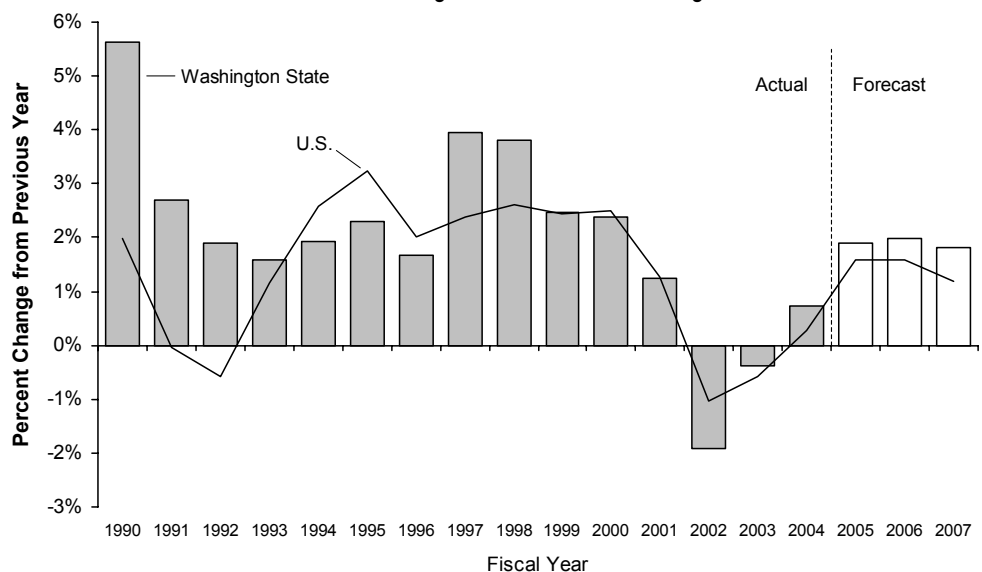 6%
5%
4%
3%
2%
1%
0%
-1%
-2%
-3%
Percent Change from Previous Year
Washington State
U.S.
Actual
Forecast
1990 1991 1992 1993 1994 1995 1996 1997 1998 1999 2000 2001 2002 2003 2004 2005 2006 2007
Fiscal Year